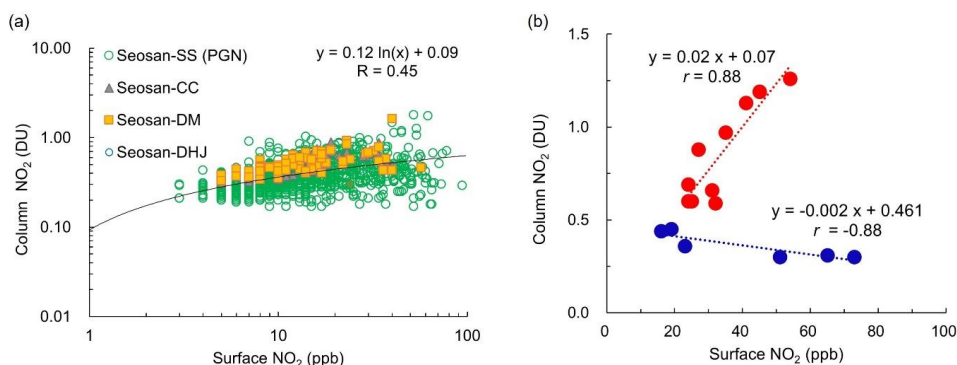 (a)
10.00
1.00
0.10
0.01
Column NO₂ (DU)
Seosan-SS (PGN)
Seosan-CC
Seosan-DM
Seosan-DHJ
y = 0.12 ln(x) + 0.09
R = 0.45
1 10 100
Surface NO₂ (ppb)
(b)
1.5
1.0
0.5
0.0
Column NO₂ (DU)
y = 0.02 x + 0.07
r = 0.88
y = -0.002 x + 0.461
r = -0.88
0 20 40 60 80 100
Surface NO₂ (ppb)